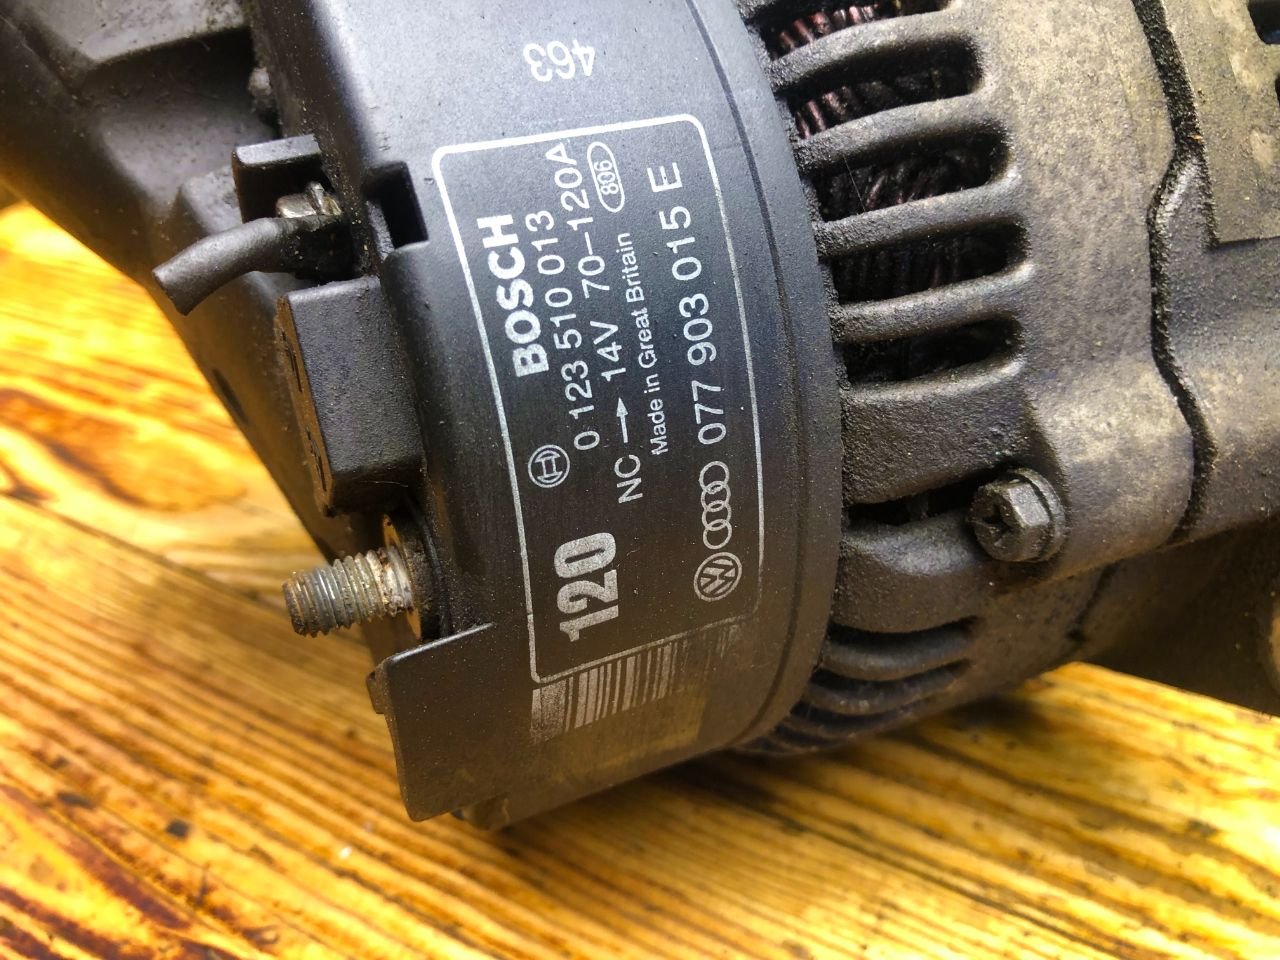 463
BOSCH
0 123 510 013
NC → 14V 70–120A
Made in Great Britain 806
120
077 903 015 E